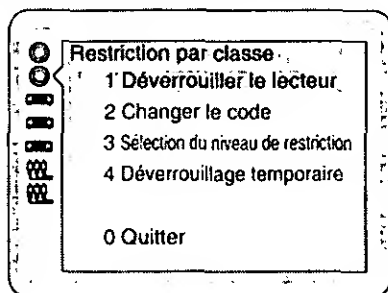 Restriction par classe
1 Déverrouiller le lecteur
2 Changer le code
3 Sélection du niveau de restriction
4 Déverrouillage temporaire
0 Quitter